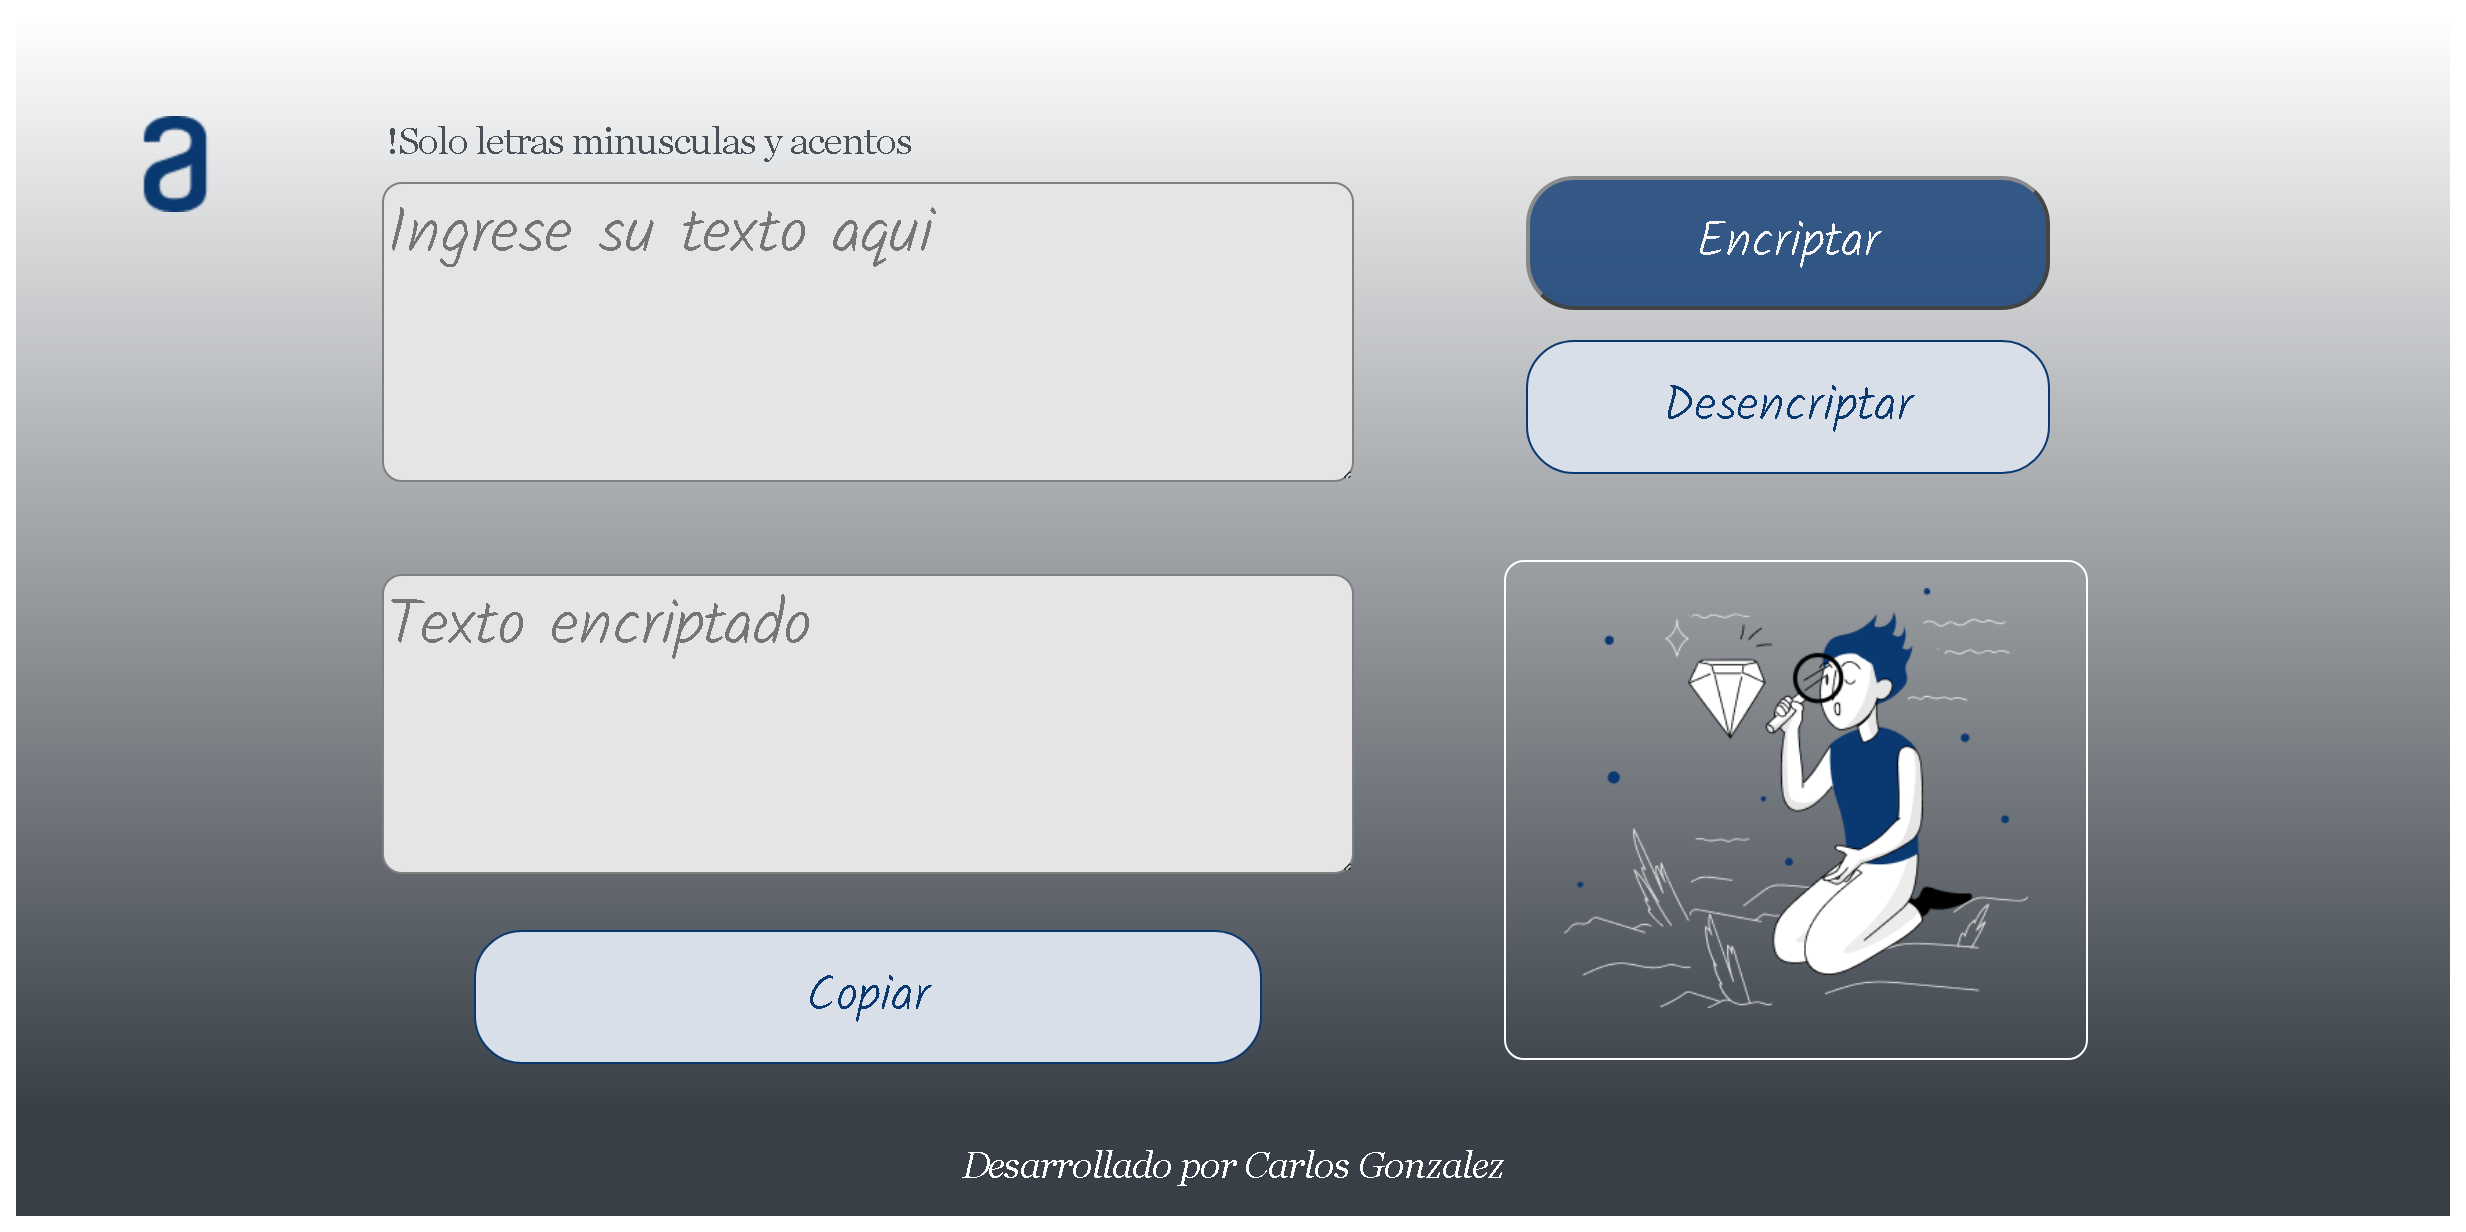 a
!Solo letras minusculas y acentos
Ingrese su texto aqui
Encriptar
Desencriptar
Texto encriptado
Copiar
Desarrollado por Carlos Gonzalez